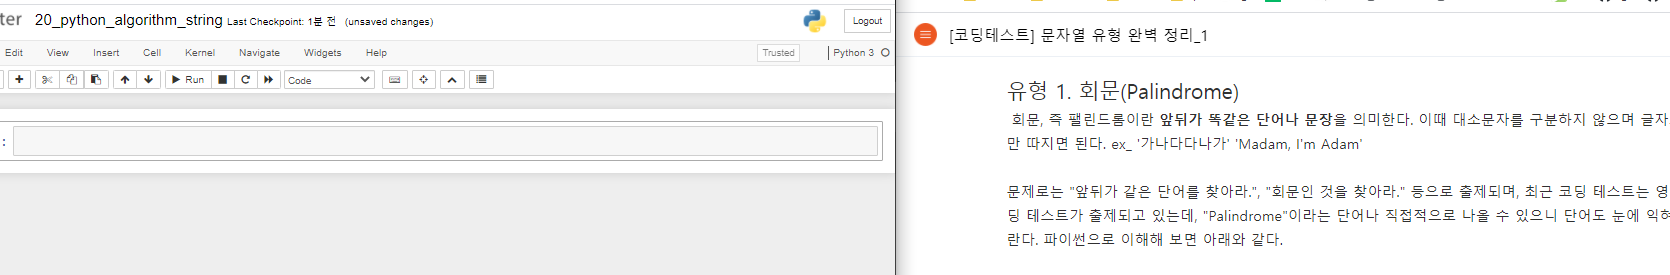 ter 20_python_algorithm_string Last Checkpoint: 1분 전 (unsaved changes) Logout
Edit View Insert Cell Kernel Navigate Widgets Help Trusted Python 3
Run Code
:
[코딩테스트] 문자열 유형 완벽 정리_1
유형 1. 회문(Palindrome)
회문, 즉 팰린드롬이란 앞뒤가 똑같은 단어나 문장을 의미한다. 이때 대소문자를 구분하지 않으며 글자
만 따지면 된다. ex_ '가나다다나가' 'Madam, I'm Adam'
문제로는 "앞뒤가 같은 단어를 찾아라.", "회문인 것을 찾아라." 등으로 출제되며, 최근 코딩 테스트는 영
딩 테스트가 출제되고 있는데, "Palindrome"이라는 단어나 직접적으로 나올 수 있으니 단어도 눈에 익혀
란다. 파이썬으로 이해해 보면 아래와 같다.